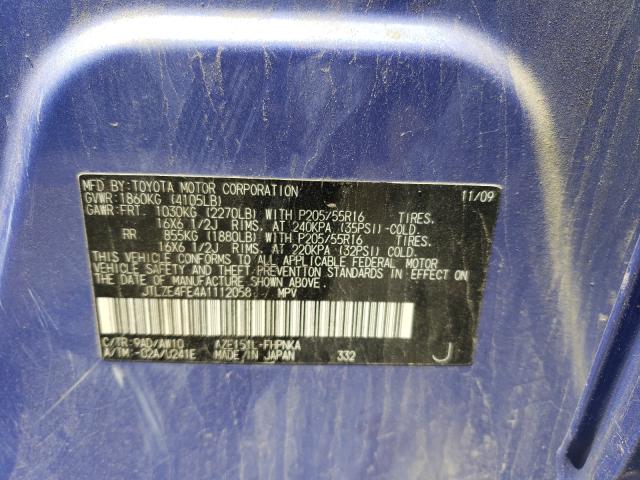 MFD.BY:TOYOTA MOTOR CORPORATION 11/09
GVWR:1860KG (4105LB)
GAWR:FRT. 1030KG (2270LB) WITH P205/55R16 TIRES.
16X6 1/2J RIMS. AT 240KPA (35PSI)-COLD.
RR 855KG (1880LB) WITH P205/55R16 TIRES.
16X6 1/2J RIMS. AT 220KPA (32PSI) COLD.
THIS VEHICLE CONFORMS TO ALL APPLICABLE FEDERAL MOTOR
VEHICLE SAFETY AND THEFT PREVENTION STANDARDS IN EFFECT ON
THE DATE OF MANUFACTURE SHOWN ABOVE.
JTLZE4FE4A1112058 MPV
C/TR:9AD/AW10 AZE151L-FHPNKA
A/TM:-02A/U241E MADE IN JAPAN 332 J